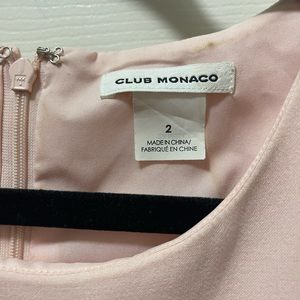 CLUB MONACO
2
MADE IN CHINA/
FABRIQUÉ EN CHINE